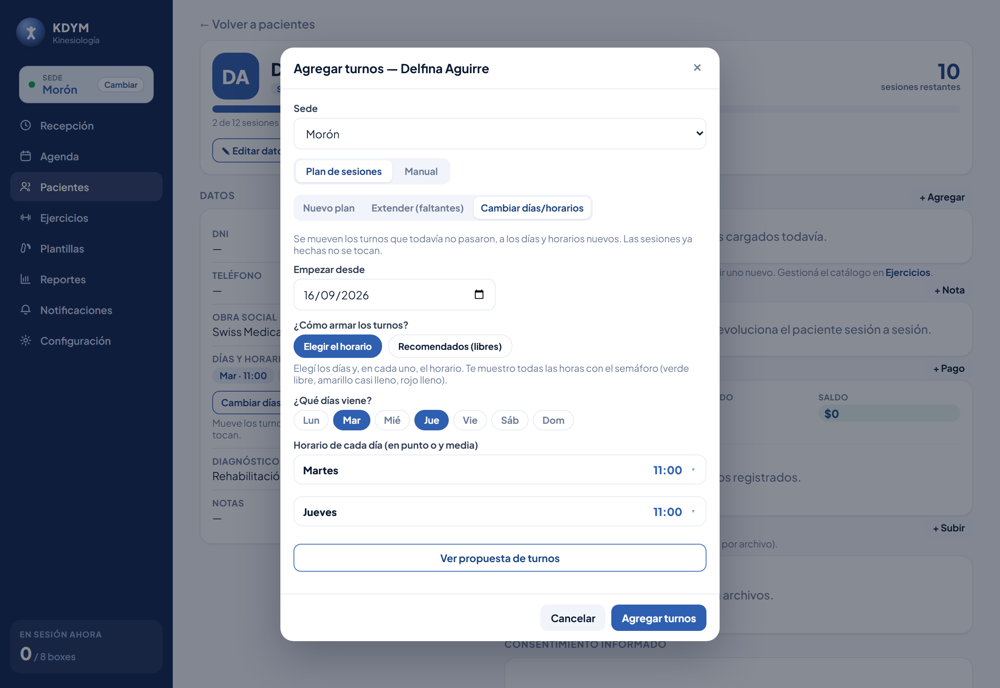 KDYM
Kinesiología
SEDE
Morón
Cambiar
Recepción
Agenda
Pacientes
Ejercicios
Plantillas
Reportes
Notificaciones
Configuración
EN SESIÓN AHORA
0 / 8 boxes
← Volver a pacientes
DA
10
sesiones restantes
2 de 12 sesiones
Editar
DATOS
DNI
—
TELÉFONO
—
OBRA SOCIAL
Swiss
DÍAS Y
Mar · 11:00
Cambiar días
Mueve los
tocan.
DIAGNÓSTICO
NOTAS
—
Agregar turnos — Delfina Aguirre
×
Sede
Morón
Plan de sesiones
Manual
Nuevo plan
Extender (faltantes)
Cambiar días/horarios
Se mueven los turnos que todavía no pasaron, a los días y horarios nuevos. Las sesiones ya
hechas no se tocan.
Empezar desde
16/09/2026
¿Cómo armar los turnos?
Elegir el horario
Recomendados (libres)
Elegí los días y, en cada uno, el horario. Te muestro todas las horas con el semáforo (verde
libre, amarillo casi lleno, rojo lleno).
¿Qué días viene?
Lun
Mar
Mié
Jue
Vie
Sáb
Dom
Horario de cada día (en punto o y media)
Martes
11:00
Jueves
11:00
Ver propuesta de turnos
Cancelar
Agregar turnos
+ Agregar
cargados todavía.
uno nuevo. Gestioná el catálogo en Ejercicios.
+ Nota
evoluciona el paciente sesión a sesión.
+ Pago
SALDO
$0
registrados.
+ Subir
por archivo).
archivos.
CONSENTIMIENTO INFORMADO